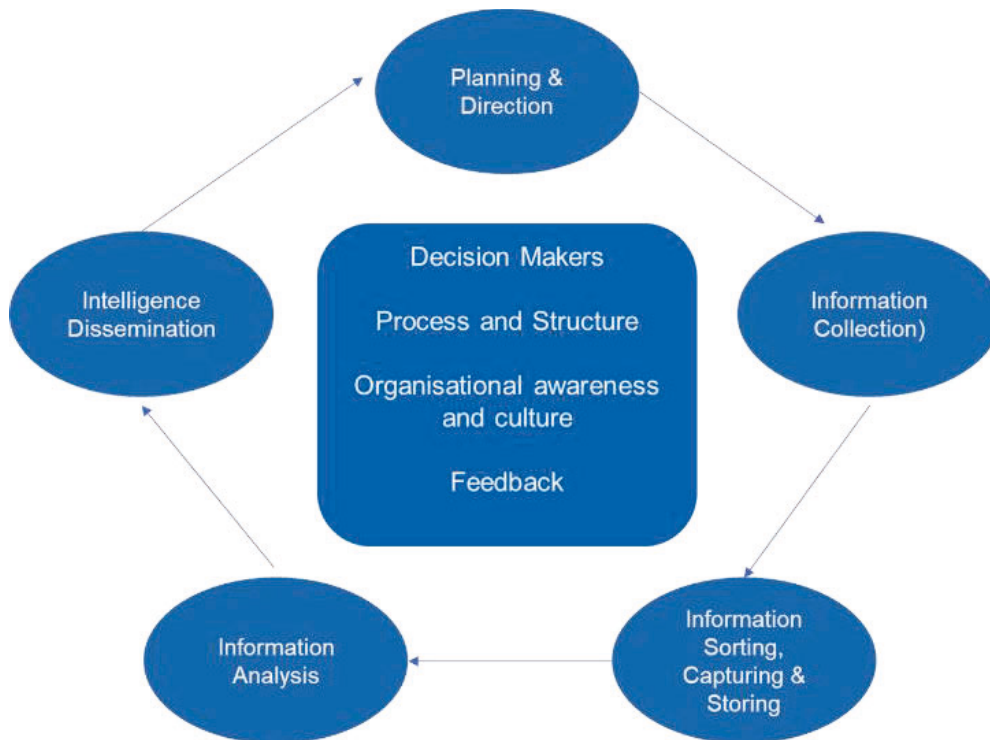 Planning &
Direction
Information
Collection)
Information
Sorting,
Capturing &
Storing
Information
Analysis
Intelligence
Dissemination
Decision Makers
Process and Structure
Organisational awareness
and culture
Feedback